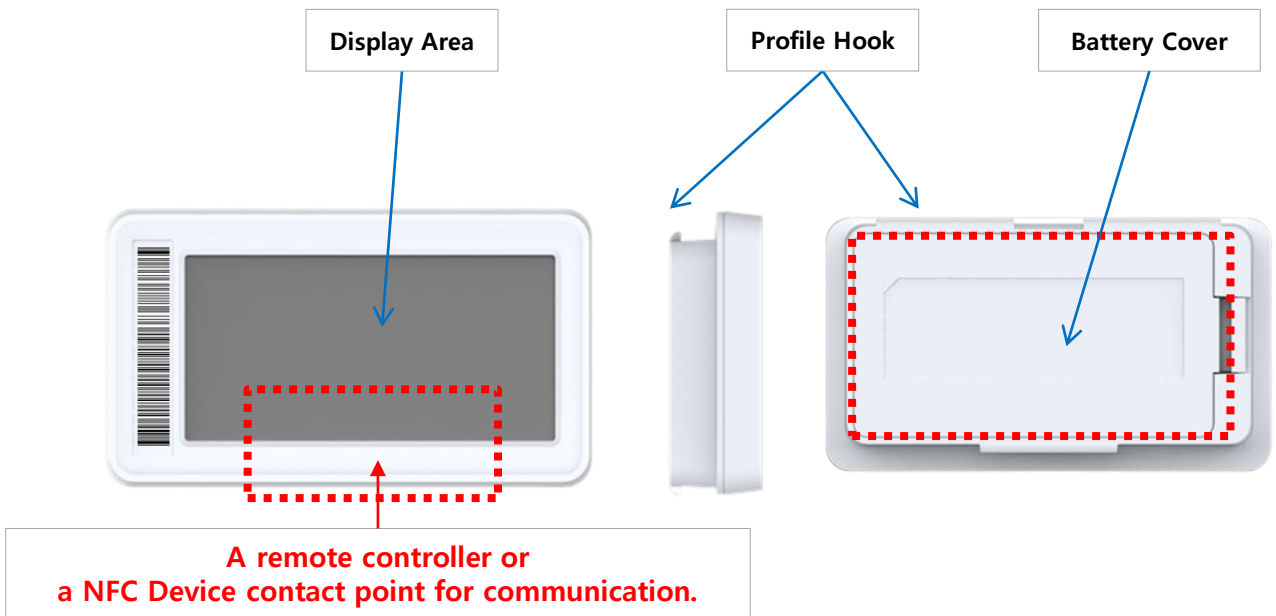 Display Area
Profile Hook
Battery Cover
A remote controller or
a NFC Device contact point for communication.